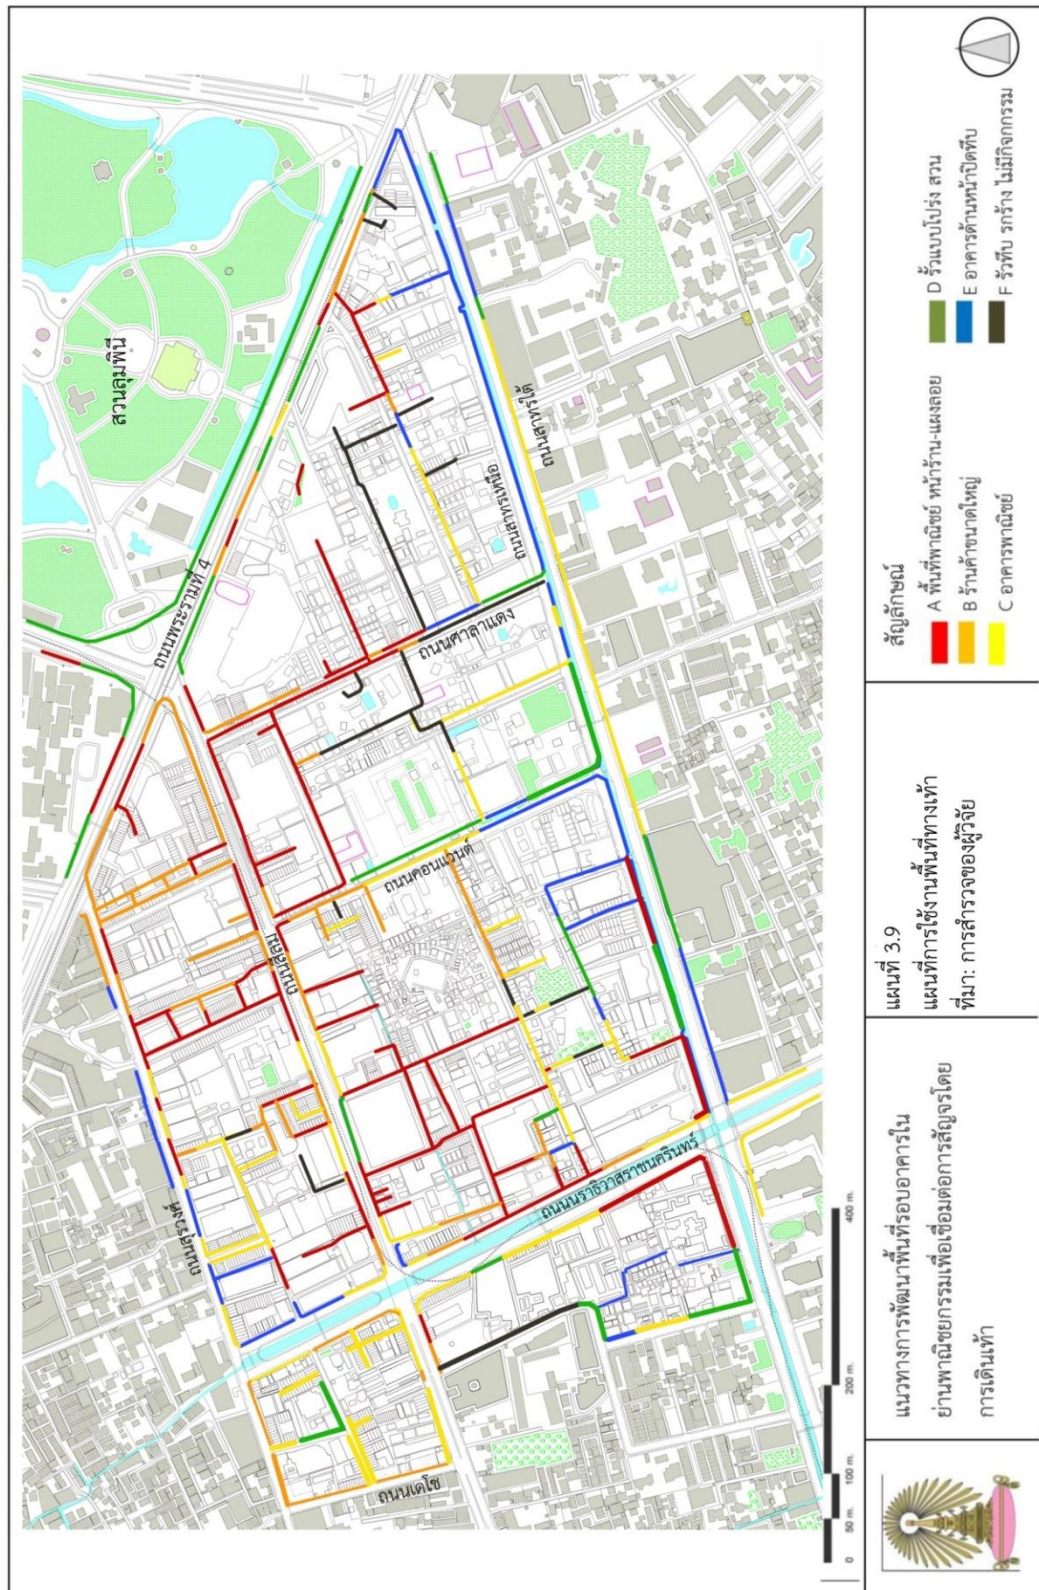 สวนลุมพินี
ถนนพระรามที่ 4
ถนนสาทรใต้
ถนนสาทรเหนือ
ถนนศาลาแดง
ถนนคอนแวนต์
ถนนสีลม
ถนนสุรวงศ์
ถนนนราธิวาสราชนครินทร์
ถนนเดโช
0 50 m. 100 m. 200 m. 400 m.
แนวทางการพัฒนาพื้นที่รอบอาคารใน
ย่านพาณิชยกรรมเพื่อเชื่อมต่อการสัญจรโดย
การเดินเท้า
แผนที่ 3.9
แผนที่การใช้งานพื้นที่ทางเท้า
ที่มา: การสำรวจของผู้วิจัย
สัญลักษณ์
A พื้นที่พาณิชย์ หน้าร้าน-แผงลอย
B ร้านค้าขนาดใหญ่
C อาคารพาณิชย์
D รั้วแบบโปร่ง สวน
E อาคารด้านหน้าปิดทึบ
F รั้วทึบ รกร้าง ไม่มีกิจกรรม